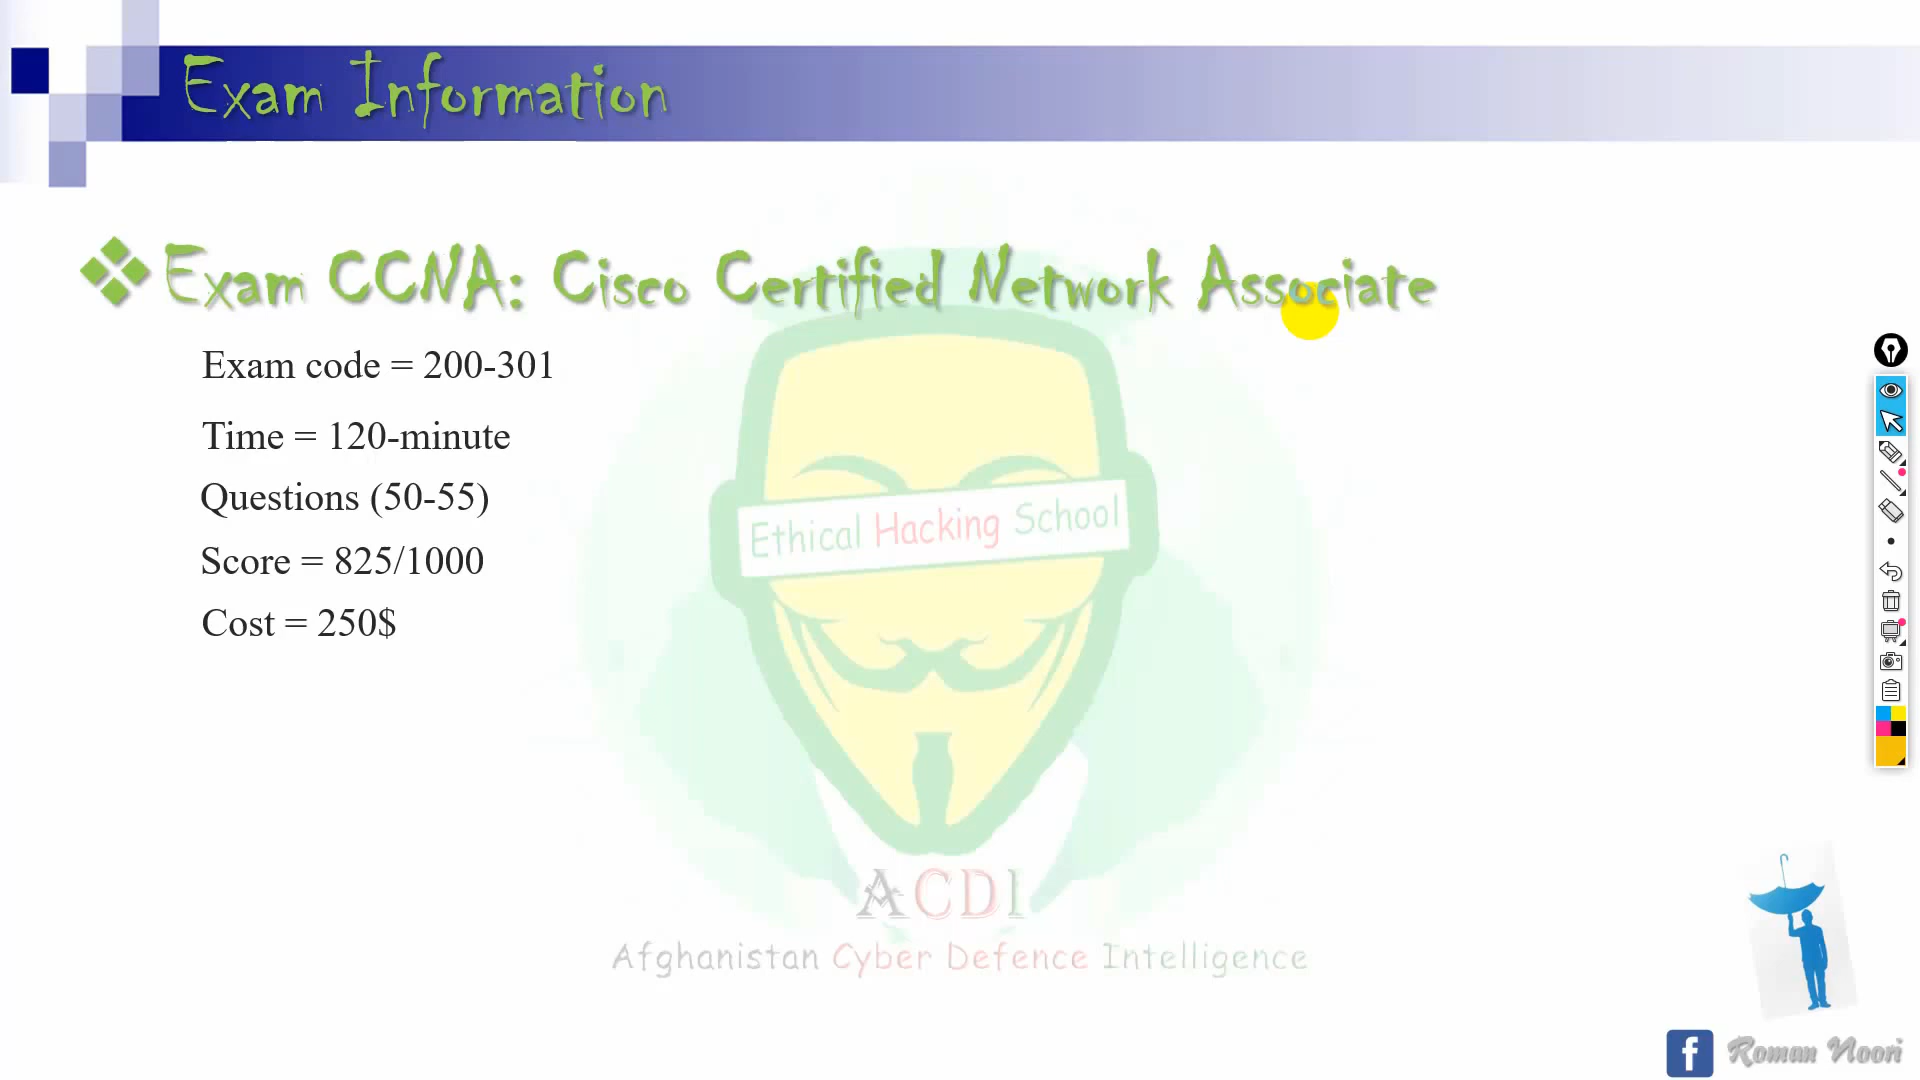 Exam Information
Exam CCNA: Cisco Certified Network Associate
Exam code = 200-301
Time = 120-minute
Questions (50-55)
Score = 825/1000
Cost = 250$
Ethical Hacking School
ACDI
Afghanistan Cyber Defence Intelligence
f Roman Noori